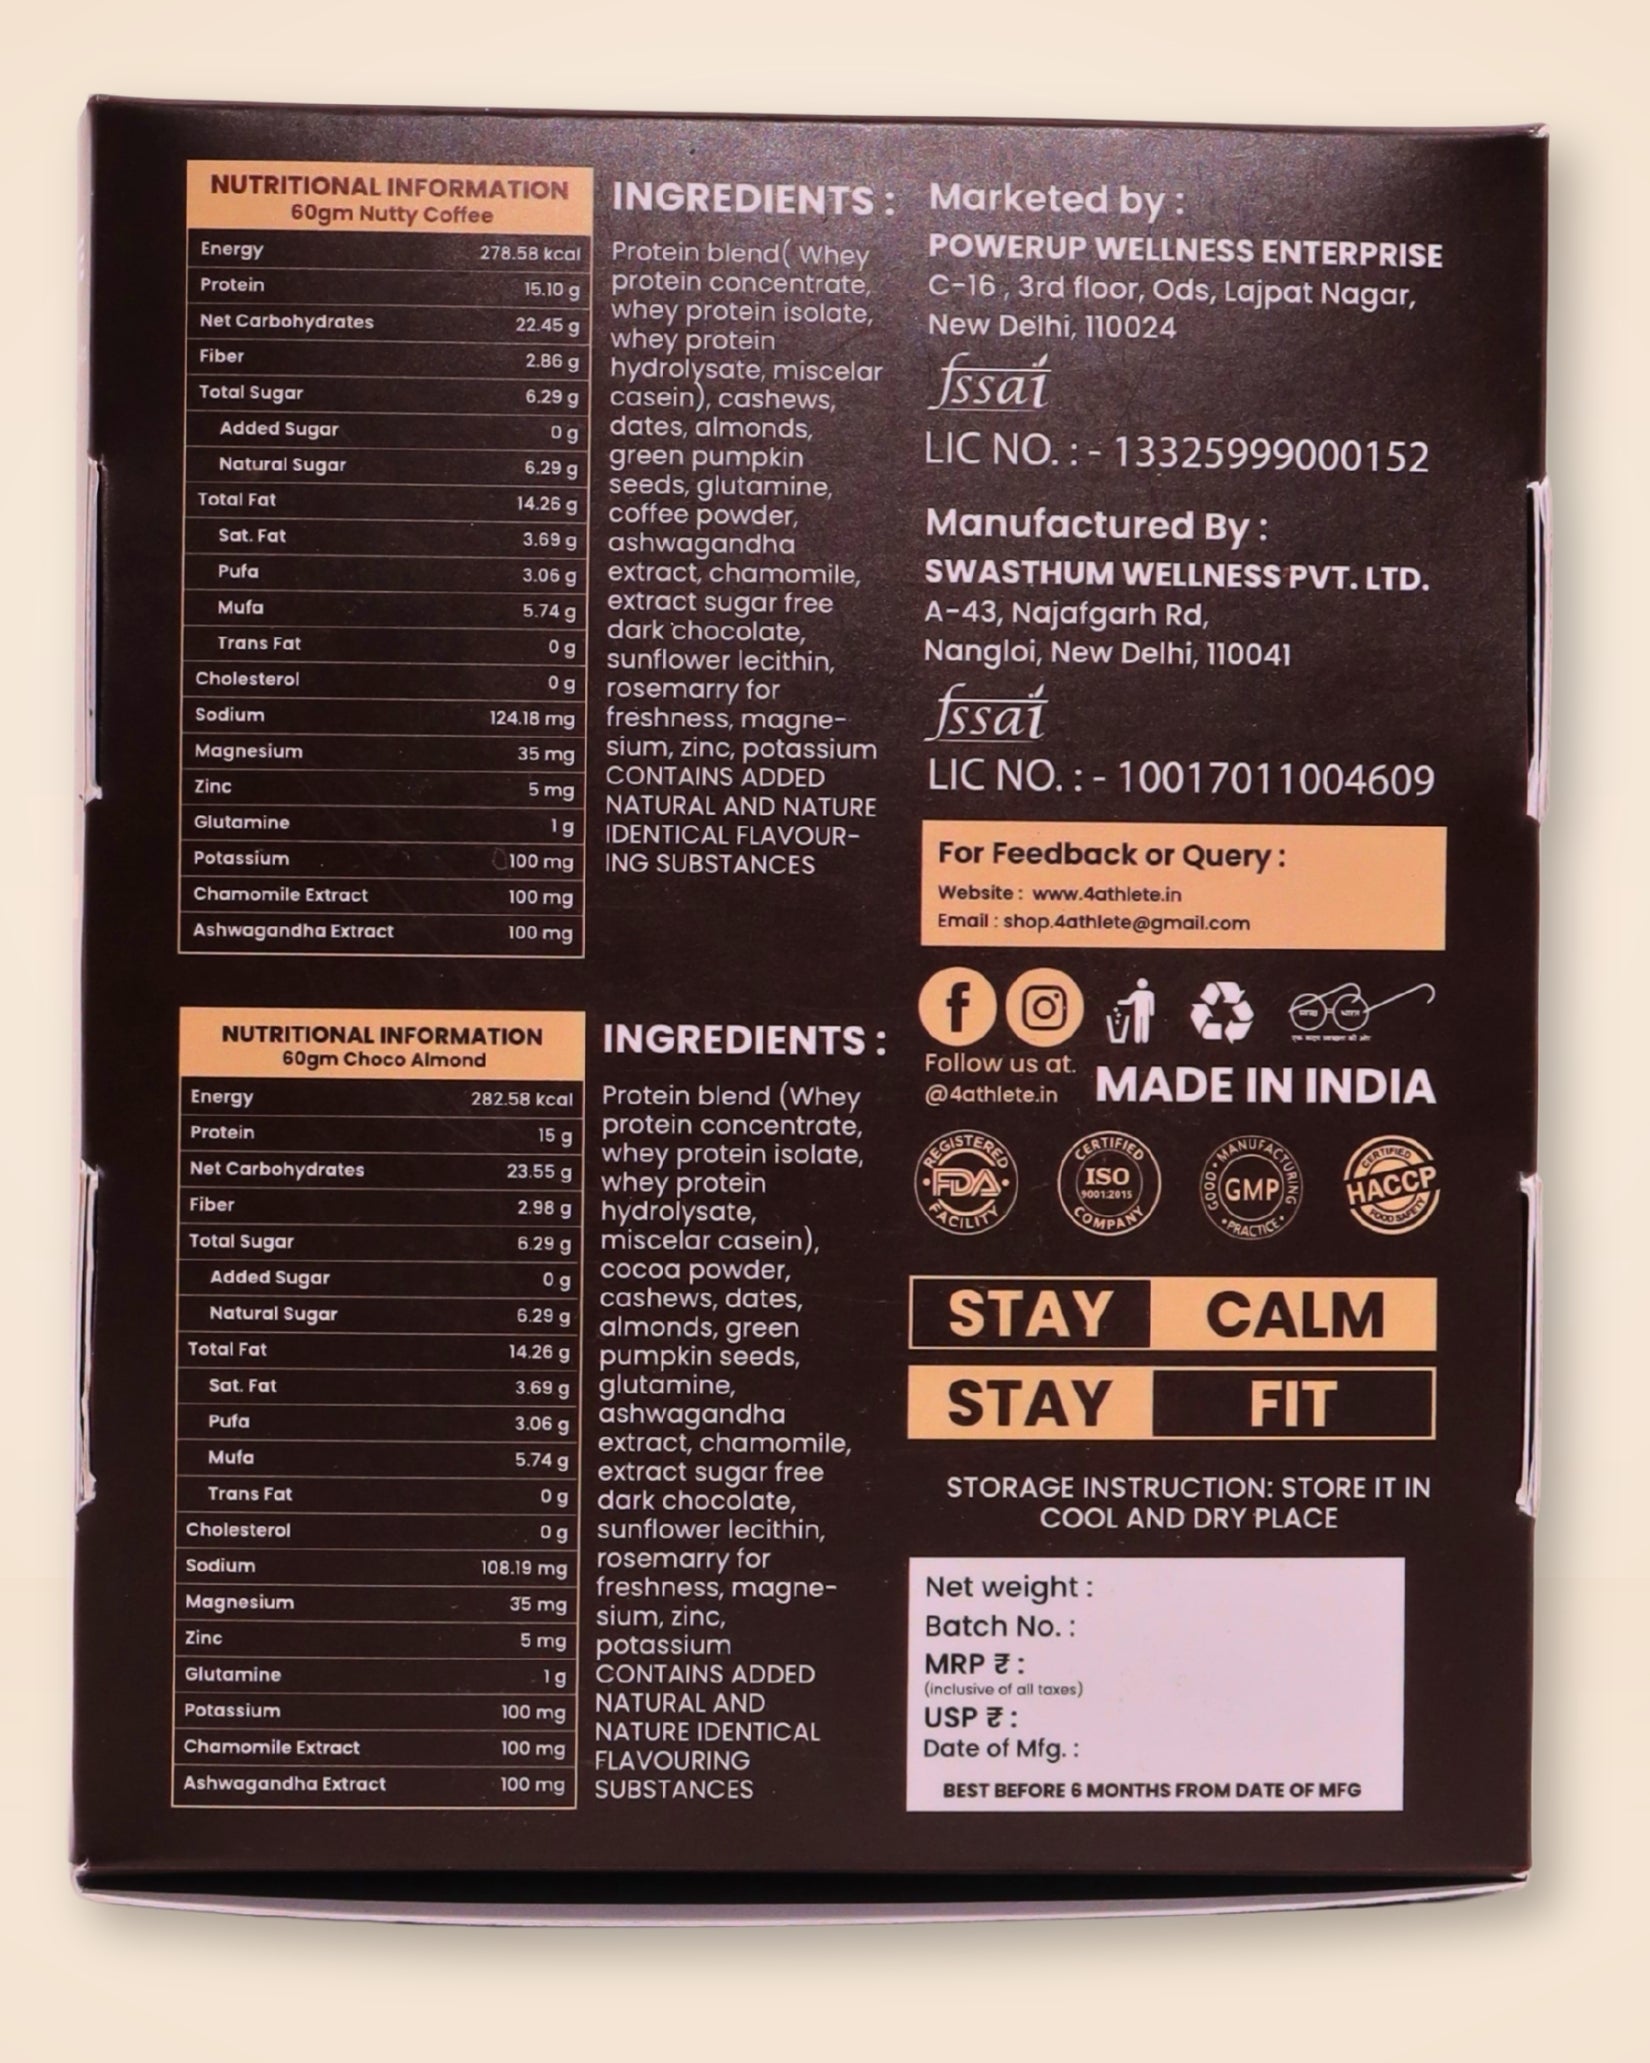 NUTRITIONAL INFORMATION
60gm Nutty Coffee
Energy 278.58 kcal
Protein 15.10 g
Net Carbohydrates 22.45 g
Fiber 2.86 g
Total Sugar 6.29 g
Added Sugar 0 g
Natural Sugar 6.29 g
Total Fat 14.26 g
Sat. Fat 3.69 g
Pufa 3.06 g
Mufa 5.74 g
Trans Fat 0 g
Cholesterol 0 g
Sodium 124.18 mg
Magnesium 35 mg
Zinc 5 mg
Glutamine 1 g
Potassium 100 mg
Chamomile Extract 100 mg
Ashwagandha Extract 100 mg
INGREDIENTS :
Protein blend( Whey
protein concentrate,
whey protein isolate,
whey protein
hydrolysate, miscelar
casein), cashews,
dates, almonds,
green pumpkin
seeds, glutamine,
coffee powder,
ashwagandha
extract, chamomile,
extract sugar free
dark chocolate,
sunflower lecithin,
rosemarry for
freshness, magne-
sium, zinc, potassium
CONTAINS ADDED
NATURAL AND NATURE
IDENTICAL FLAVOUR-
ING SUBSTANCES
NUTRITIONAL INFORMATION
60gm Choco Almond
Energy 282.58 kcal
Protein 15 g
Net Carbohydrates 23.55 g
Fiber 2.98 g
Total Sugar 6.29 g
Added Sugar 0 g
Natural Sugar 6.29 g
Total Fat 14.26 g
Sat. Fat 3.69 g
Pufa 3.06 g
Mufa 5.74 g
Trans Fat 0 g
Cholesterol 0 g
Sodium 108.19 mg
Magnesium 35 mg
Zinc 5 mg
Glutamine 1 g
Potassium 100 mg
Chamomile Extract 100 mg
Ashwagandha Extract 100 mg
INGREDIENTS :
Protein blend (Whey
protein concentrate,
whey protein isolate,
whey protein
hydrolysate,
miscelar casein),
cocoa powder,
cashews, dates,
almonds, green
pumpkin seeds,
glutamine,
ashwagandha
extract, chamomile,
extract sugar free
dark chocolate,
sunflower lecithin,
rosemarry for
freshness, magne-
sium, zinc,
potassium
CONTAINS ADDED
NATURAL AND
NATURE IDENTICAL
FLAVOURING
SUBSTANCES
Marketed by :
POWERUP WELLNESS ENTERPRISE
C-16 , 3rd floor, Ods, Lajpat Nagar,
New Delhi, 110024
fssai
LIC NO. : - 13325999000152
Manufactured By :
SWASTHUM WELLNESS PVT. LTD.
A-43, Najafgarh Rd,
Nangloi, New Delhi, 110041
fssai
LIC NO. : - 10017011004609
For Feedback or Query :
Website : www.4athlete.in
Email : shop.4athlete@gmail.com
Follow us at.
@4athlete.in
MADE IN INDIA
REGISTERED FDA FACILITY
CERTIFIED ISO 9001:2015 COMPANY
GOOD MANUFACTURING GMP PRACTICE
CERTIFIED HACCP FOOD SAFETY
STAY CALM
STAY FIT
STORAGE INSTRUCTION: STORE IT IN
COOL AND DRY PLACE
Net weight :
Batch No. :
MRP ₹ :
(inclusive of all taxes)
USP ₹ :
Date of Mfg. :
BEST BEFORE 6 MONTHS FROM DATE OF MFG